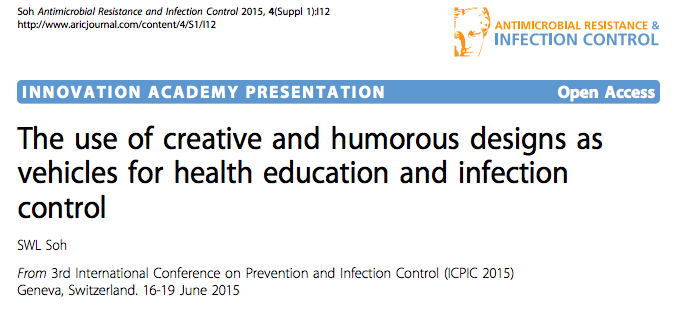 Soh Antimicrobial Resistance and Infection Control 2015, 4(Suppl 1):I12
http://www.aricjournal.com/content/4/S1/I12
ANTIMICROBIAL RESISTANCE &
INFECTION CONTROL
INNOVATION ACADEMY PRESENTATION Open Access
The use of creative and humorous designs as
vehicles for health education and infection
control
SWL Soh
From 3rd International Conference on Prevention and Infection Control (ICPIC 2015)
Geneva, Switzerland. 16-19 June 2015